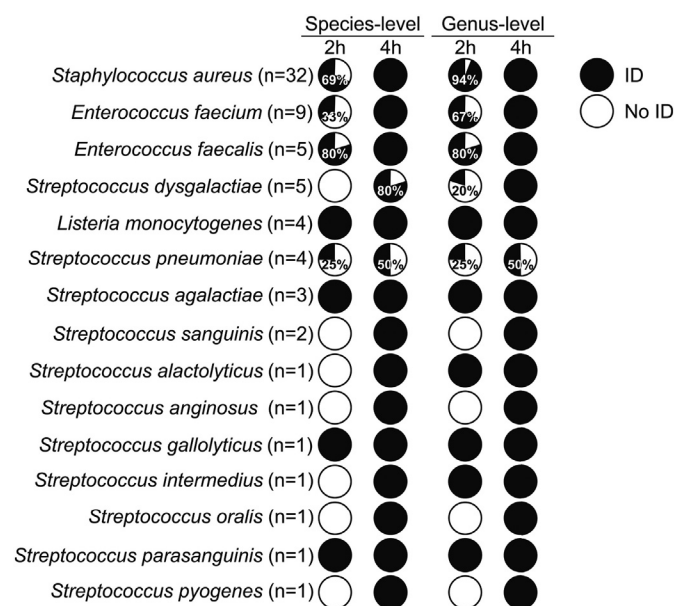 Species-level Genus-level
2h 4h 2h 4h
Staphylococcus aureus (n=32) 69% 94% ID
Enterococcus faecium (n=9) 33% 67% No ID
Enterococcus faecalis (n=5) 80% 80%
Streptococcus dysgalactiae (n=5) 80% 20%
Listeria monocytogenes (n=4)
Streptococcus pneumoniae (n=4) 25% 50% 25% 50%
Streptococcus agalactiae (n=3)
Streptococcus sanguinis (n=2)
Streptococcus alactolyticus (n=1)
Streptococcus anginosus (n=1)
Streptococcus gallolyticus (n=1)
Streptococcus intermedius (n=1)
Streptococcus oralis (n=1)
Streptococcus parasanguinis (n=1)
Streptococcus pyogenes (n=1)